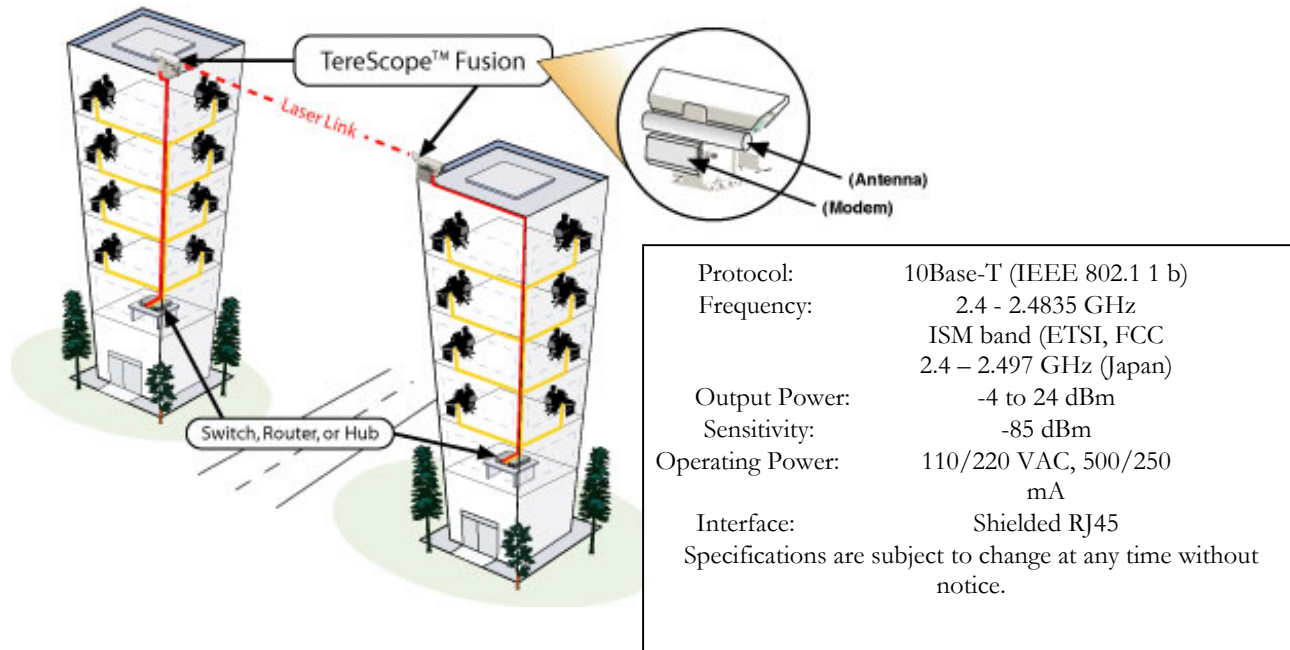 TereScope™ Fusion
Laser Link
(Antenna)
(Modem)
Switch, Router, or Hub
Protocol: 10Base-T (IEEE 802.1 1 b)
Frequency: 2.4 - 2.4835 GHz
ISM band (ETSI, FCC
2.4 – 2.497 GHz (Japan)
Output Power: -4 to 24 dBm
Sensitivity: -85 dBm
Operating Power: 110/220 VAC, 500/250
mA
Interface: Shielded RJ45
Specifications are subject to change at any time without
notice.